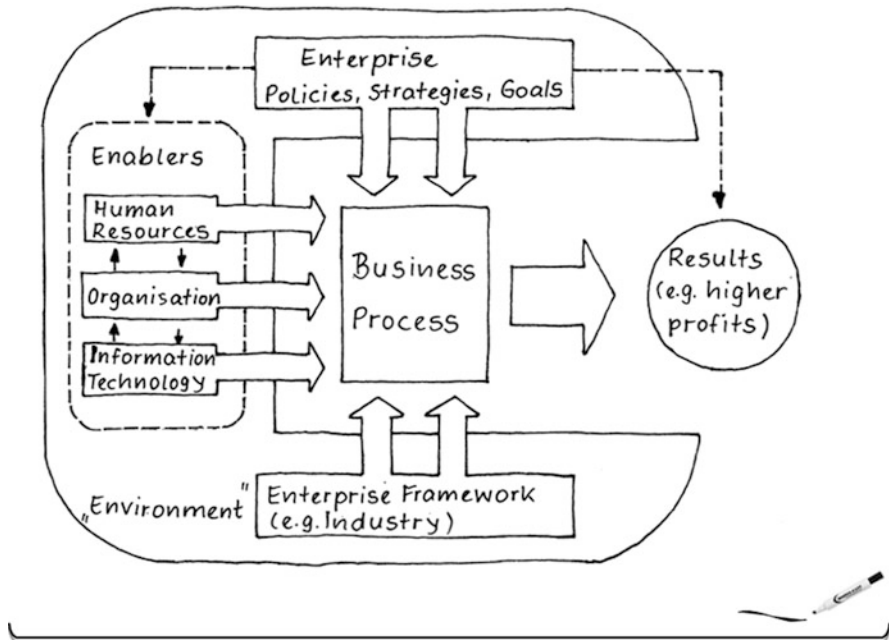 Enterprise
Policies, Strategies, Goals
Enablers
Human
Resources
Organisation
Information
Technology
Business
Process
Results
(e.g. higher
profits)
"Environment"
Enterprise Framework
(e.g. Industry)